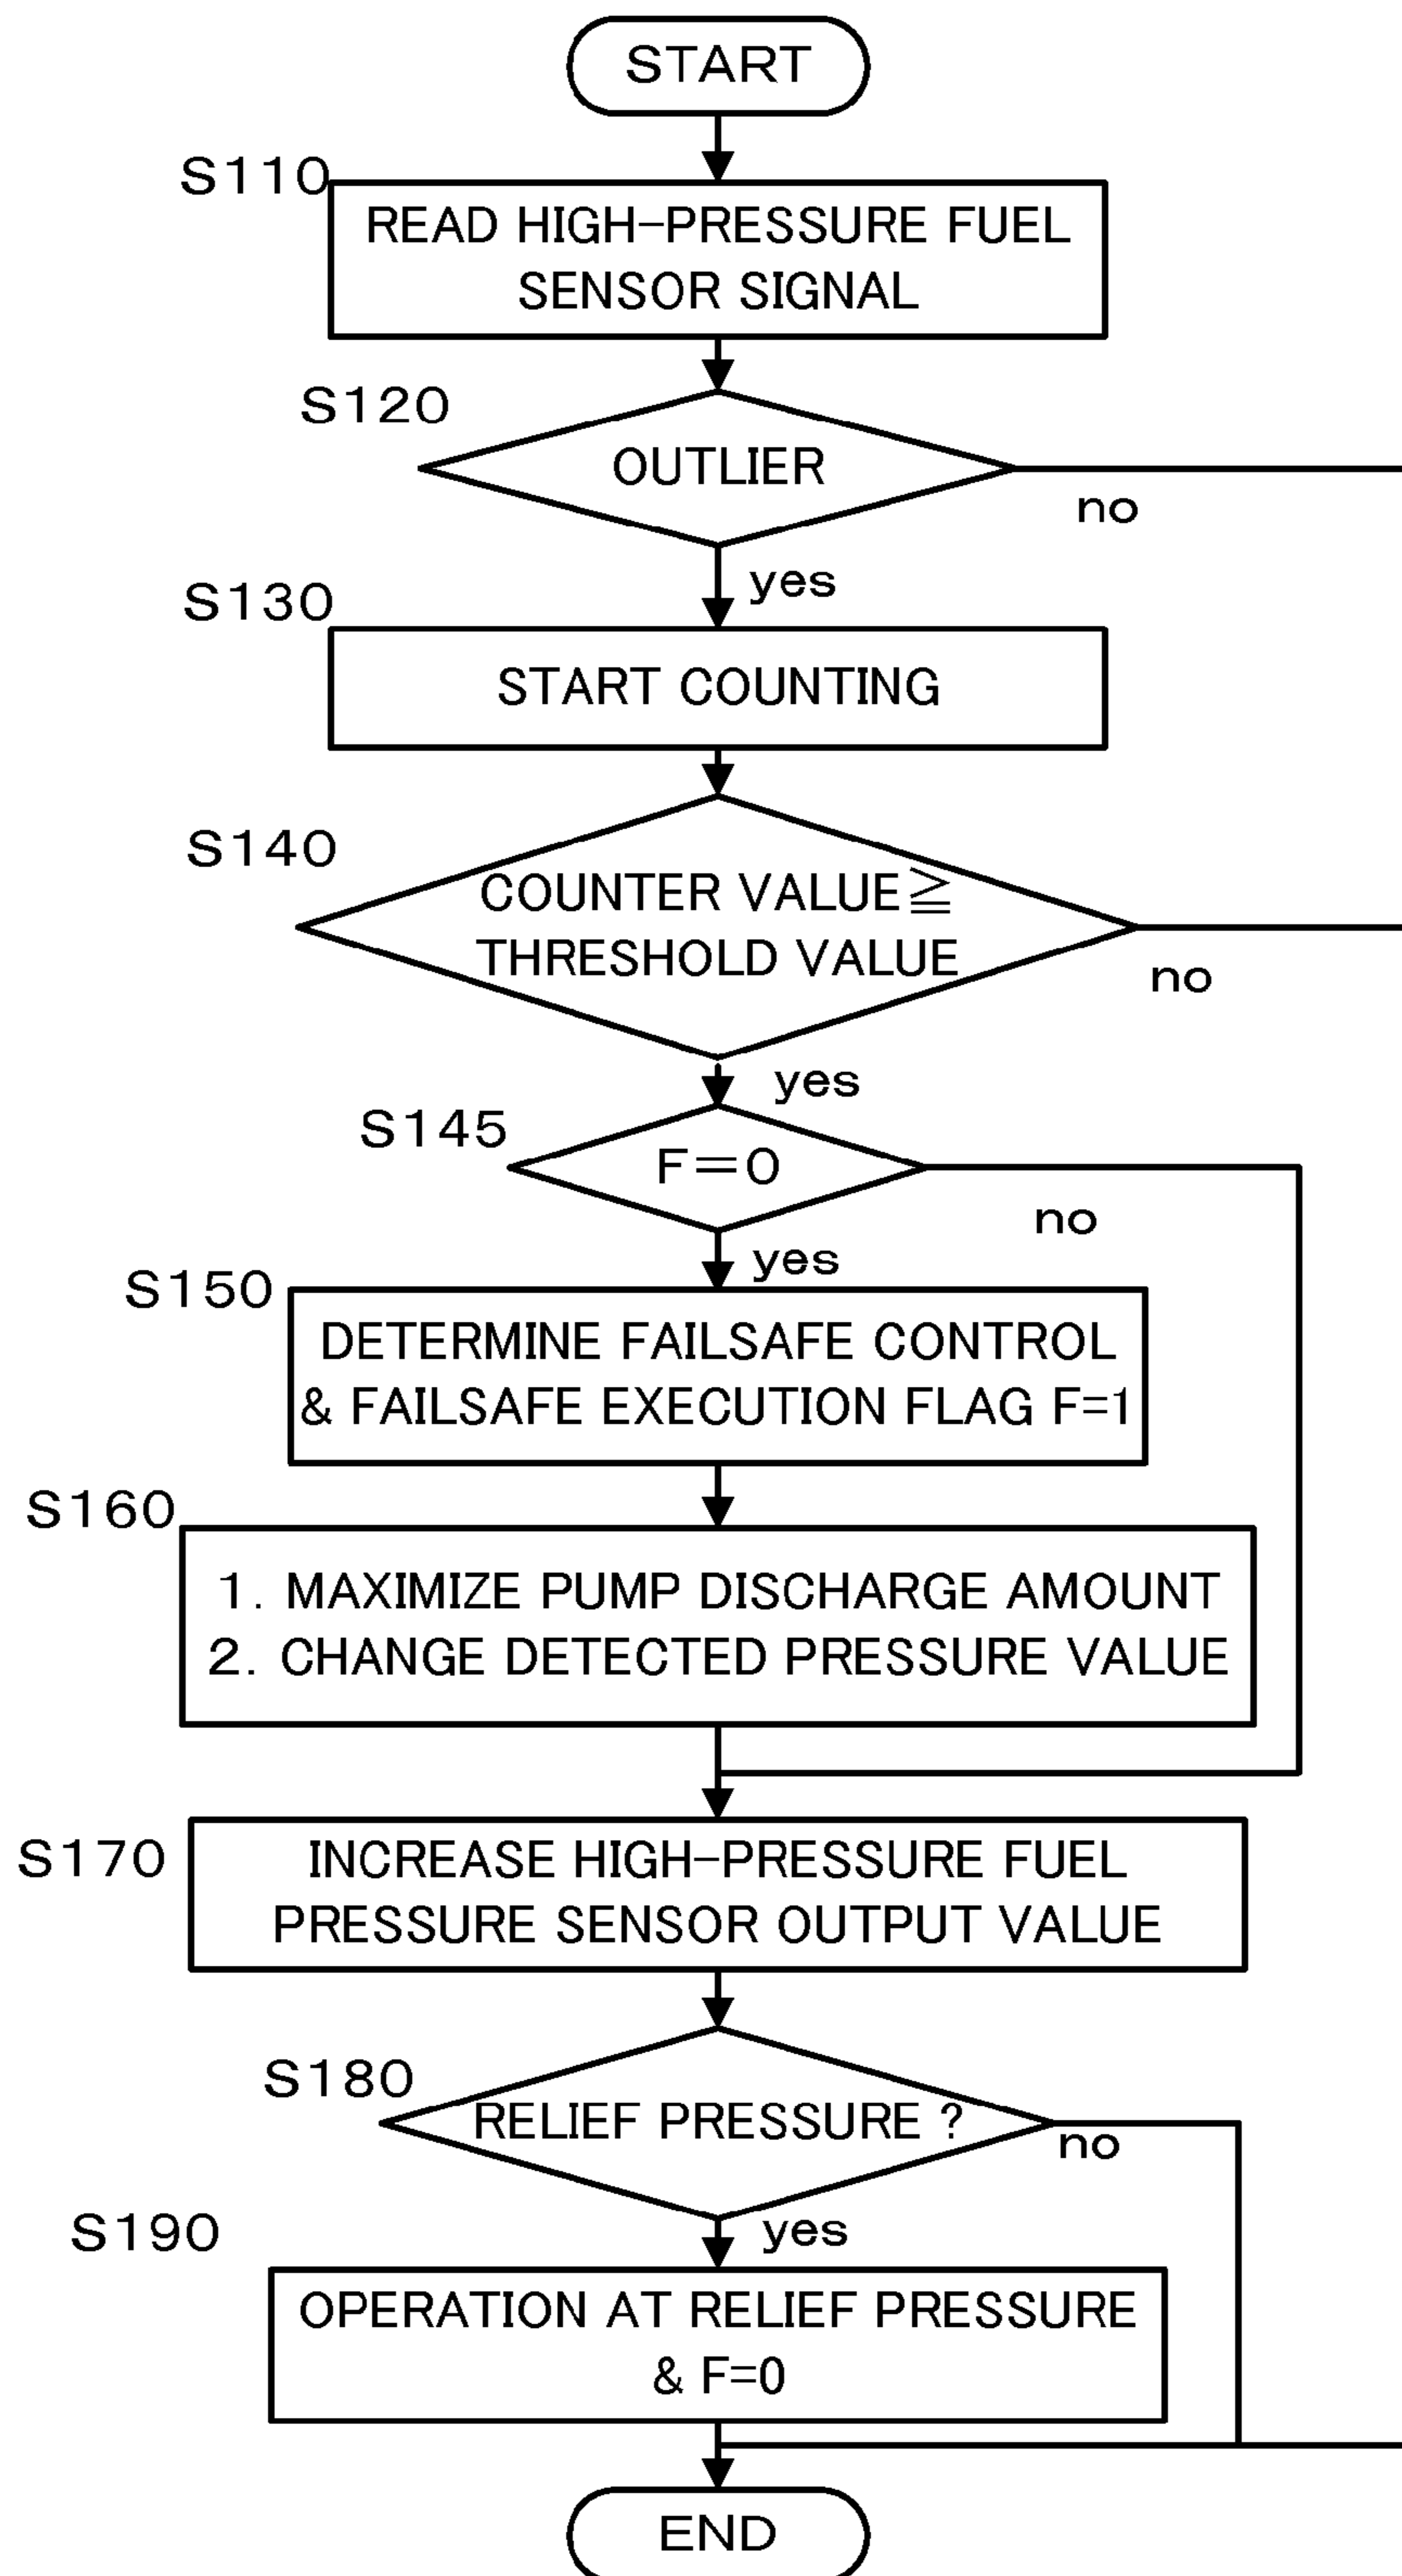 START
S110
READ HIGH-PRESSURE FUEL
SENSOR SIGNAL
S120
OUTLIER
no
yes
S130
START COUNTING
S140
COUNTER VALUE≧
THRESHOLD VALUE
no
yes
S145
F=0
no
yes
S150
DETERMINE FAILSAFE CONTROL
& FAILSAFE EXECUTION FLAG F=1
S160
1. MAXIMIZE PUMP DISCHARGE AMOUNT
2. CHANGE DETECTED PRESSURE VALUE
S170
INCREASE HIGH-PRESSURE FUEL
PRESSURE SENSOR OUTPUT VALUE
S180
RELIEF PRESSURE ?
no
yes
S190
OPERATION AT RELIEF PRESSURE
& F=0
END